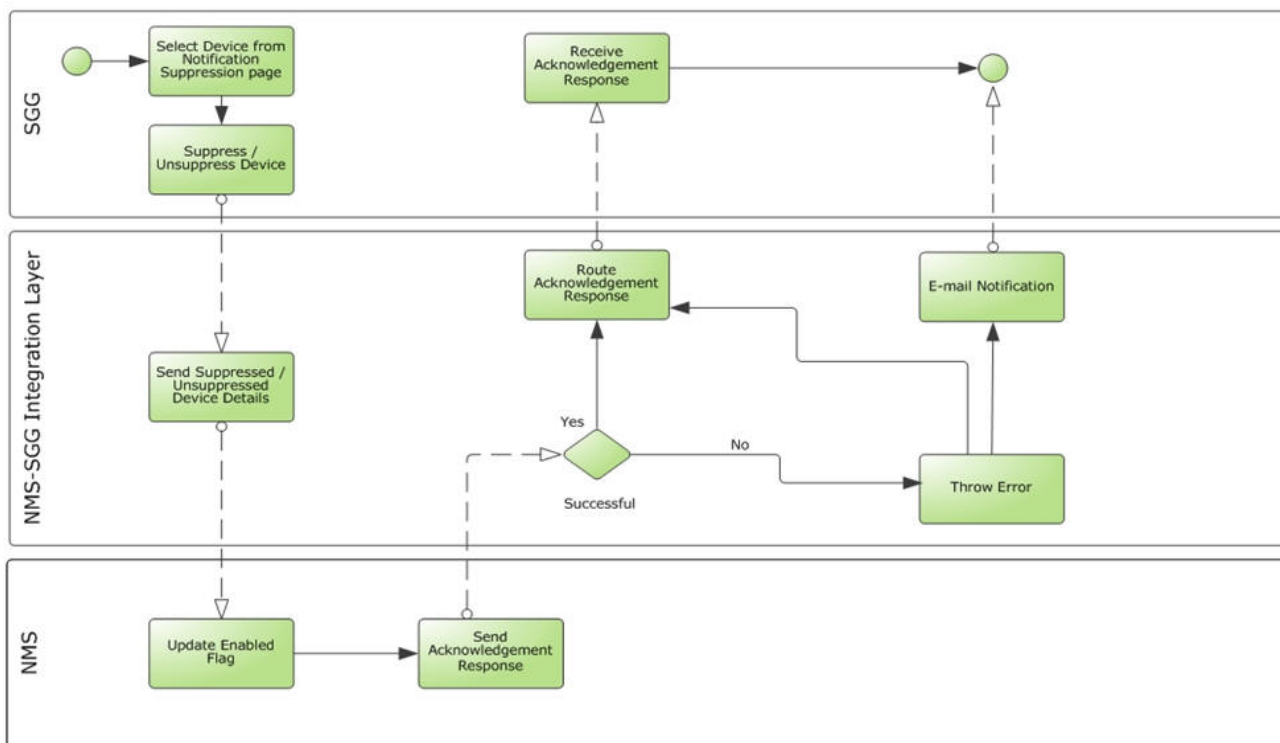 SGG
Select Device from
Notification
Suppression page
Suppress /
Unsuppress Device
Receive
Acknowledgement
Response
NMS-SGG Integration Layer
Send Suppressed /
Unsuppressed
Device Details
Route
Acknowledgement
Response
E-mail Notification
Yes
No
Successful
Throw Error
NMS
Update Enabled
Flag
Send
Acknowledgement
Response